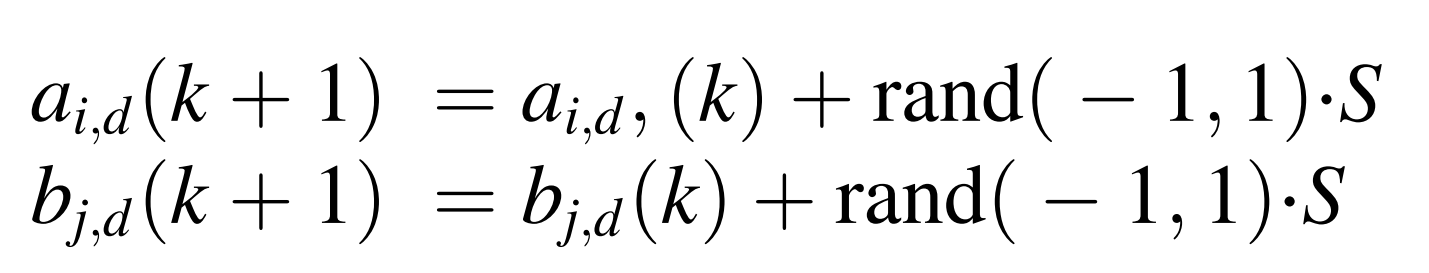 a_{i,d}(k + 1) = a_{i,d}, (k) + rand( − 1, 1)·S
b_{j,d}(k + 1) = b_{j,d}(k) + rand( − 1, 1)·S